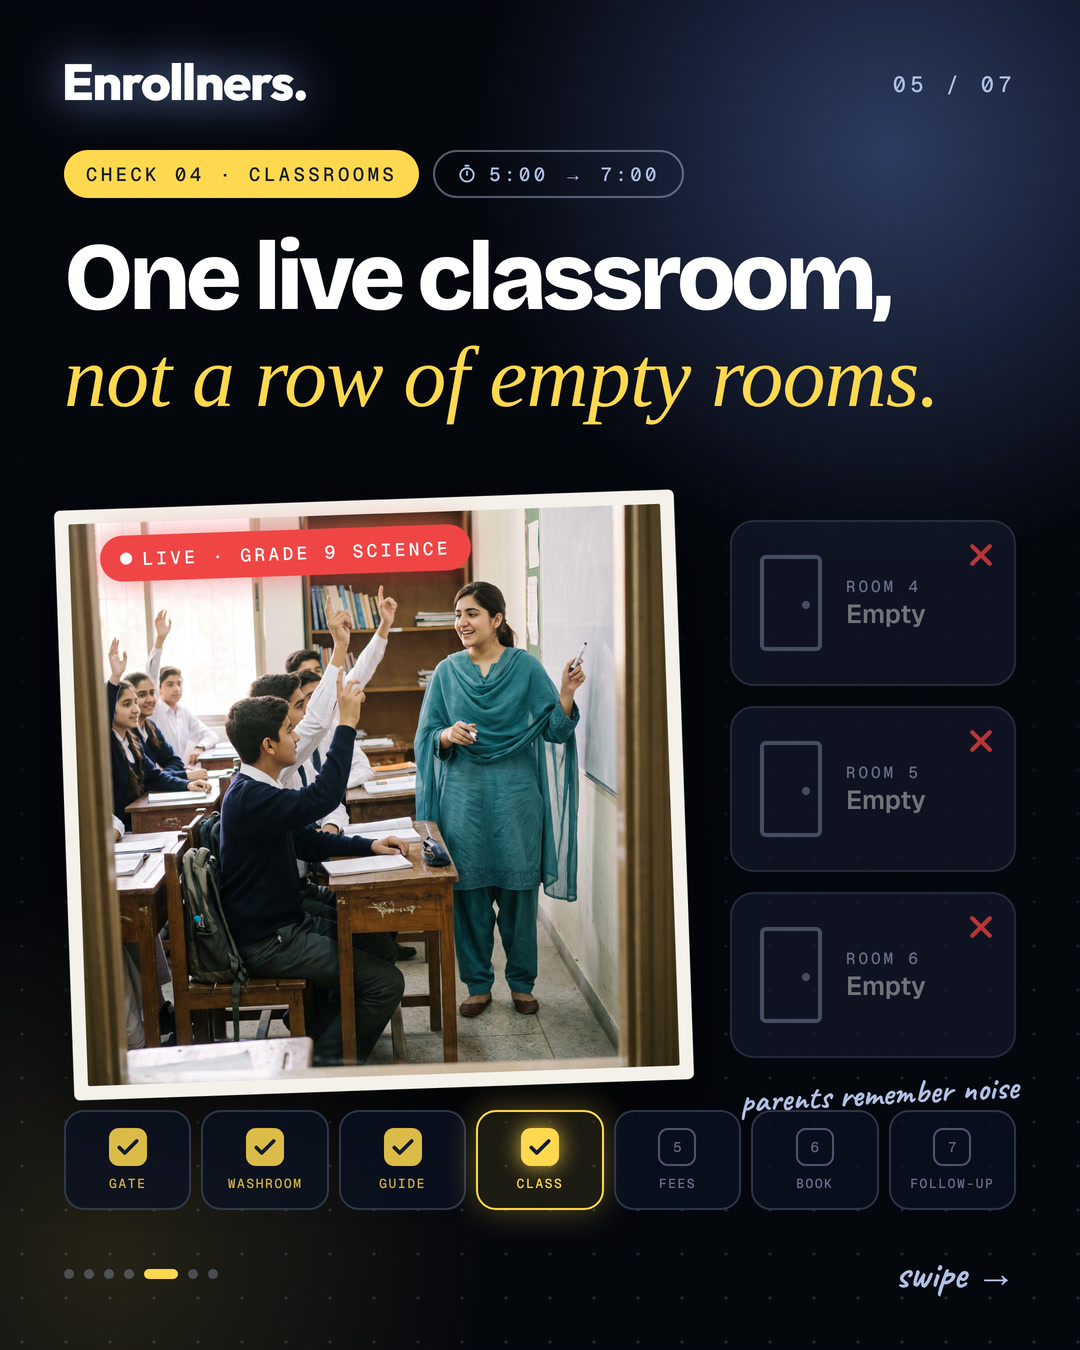 Enrollners.
05 / 07
CHECK 04 · CLASSROOMS
5:00 → 7:00
One live classroom,
not a row of empty rooms.
LIVE · GRADE 9 SCIENCE
ROOM 4
Empty
ROOM 5
Empty
ROOM 6
Empty
parents remember noise
GATE
WASHROOM
GUIDE
CLASS
5
FEES
6
BOOK
7
FOLLOW-UP
swipe →